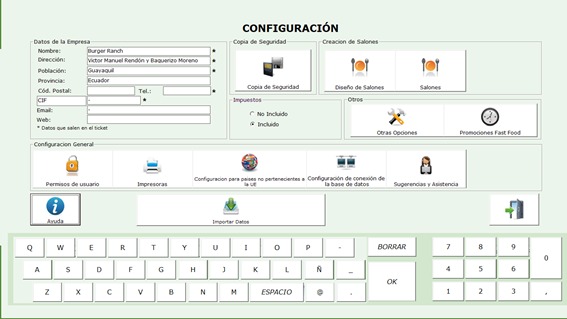 CONFIGURACIÓN
Datos de la Empresa
Nombre: Burger Ranch *
Dirección: Victor Manuel Rendón y Baquerizo Moreno *
Población: Guayaquil *
Provincia: Ecuador
Cód. Postal: Tel.: *
CIF - *
Email: -
Web:
* Datos que salen en el ticket
Copia de Seguridad
Copia de Seguridad
Creacion de Salones
Diseño de Salones
Salones
Impuestos
No Incluido
Incluido
Otros
Otras Opciones
Promociones Fast Food
Configuracion General
Permisos de usuario
Impresoras
Configuracion para paises no pertenecientes a
la UE
Configuración de conexión de
la base de datos
Sugerencias y Asistencia
Ayuda
Importar Datos
Q W E R T Y U I O P - BORRAR 7 8 9 0
A S D F G H J K L Ñ _ OK 4 5 6
Z X C V B N M ESPACIO @ . 1 2 3 ,